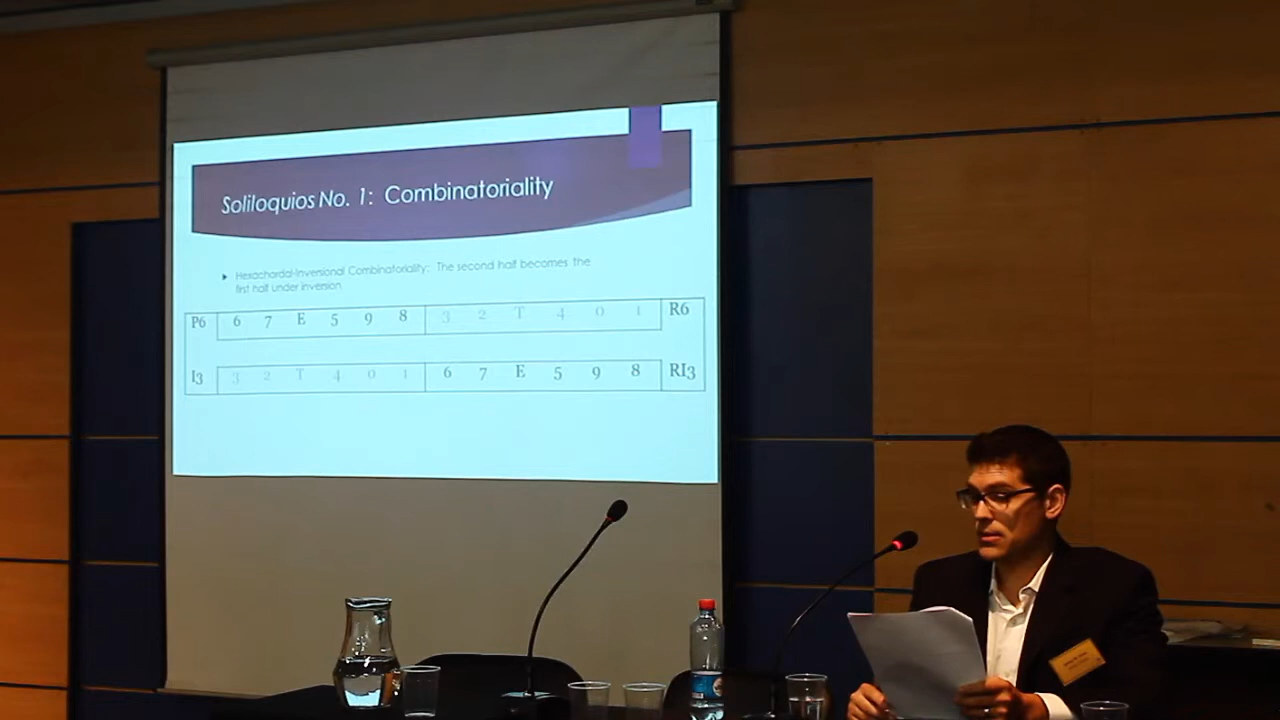 Soliloquios No. 1: Combinatoriality
Hexachordal-Inversional Combinatoriality: The second half becomes the
first half under inversion
P6 6 7 E 5 9 8 3 2 T 4 0 1 R6
I3 3 2 T 4 0 1 6 7 E 5 9 8 RI3